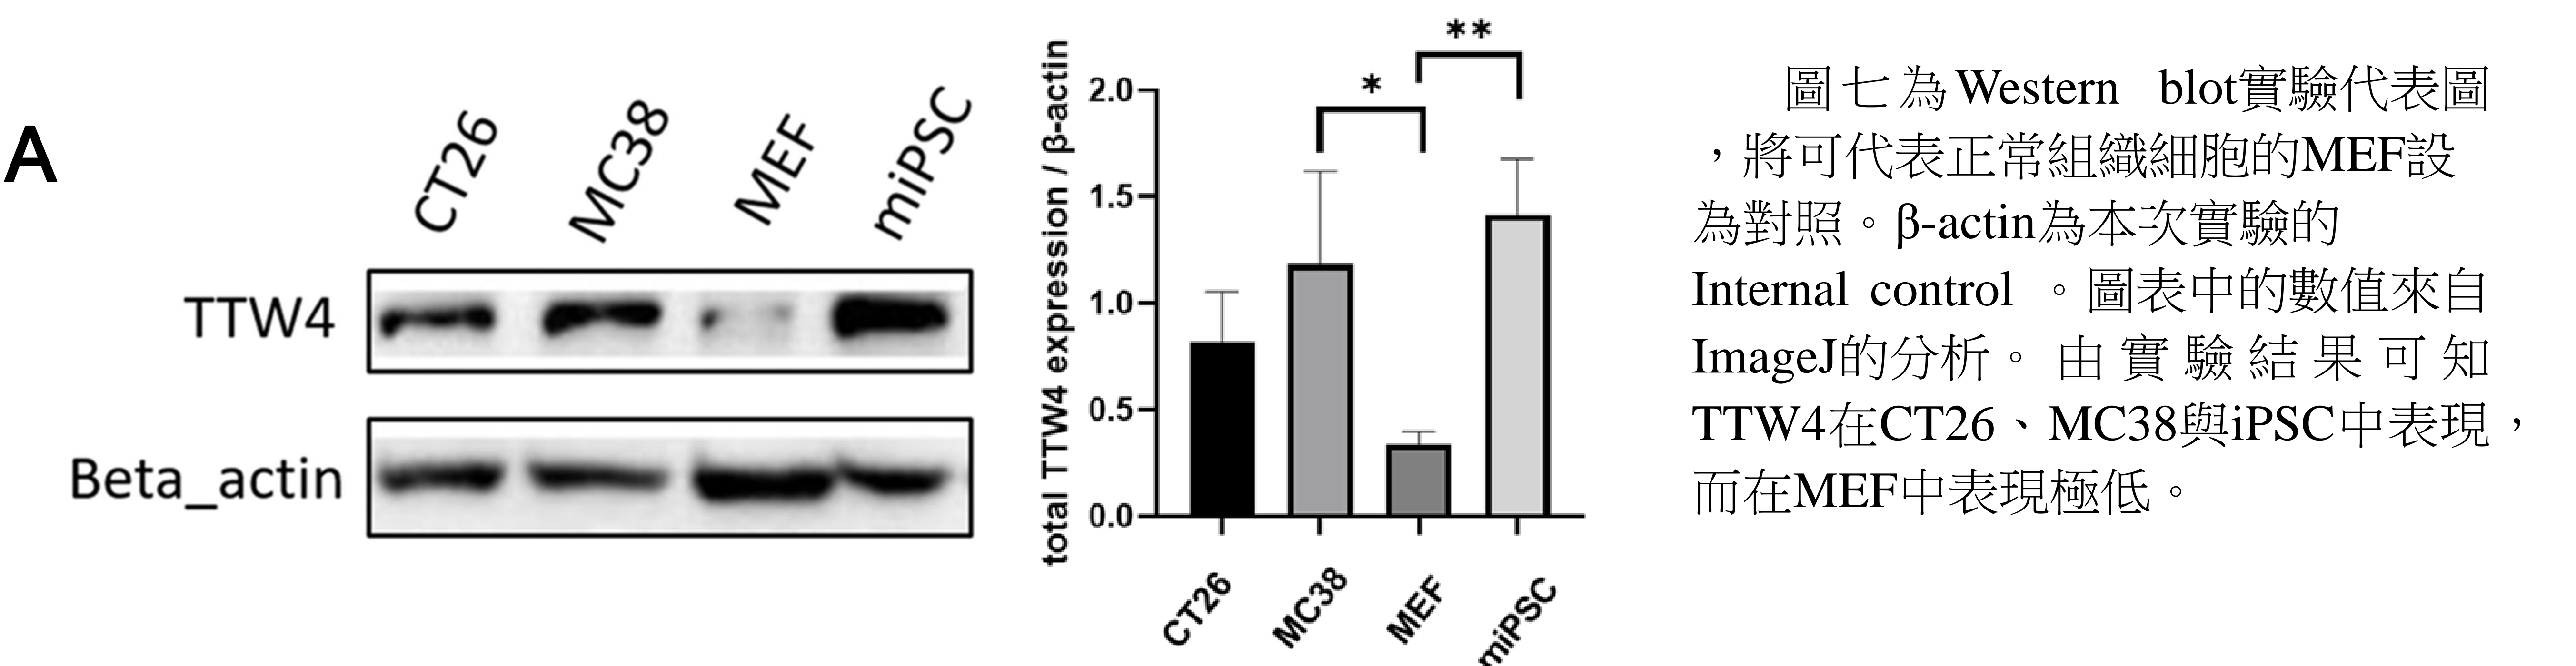 A
CT26
MC38
MEF
miPSC
TTW4
Beta_actin
total TTW4 expression / β-actin
2.0
1.5
1.0
0.5
0.0
*
**
CT26
MC38
MEF
miPSC
圖七為Western blot實驗代表圖
，將可代表正常組織細胞的MEF設
為對照。β-actin為本次實驗的
Internal control 。圖表中的數值來自
ImageJ的分析。由實驗結果可知
TTW4在CT26、MC38與iPSC中表現，
而在MEF中表現極低。